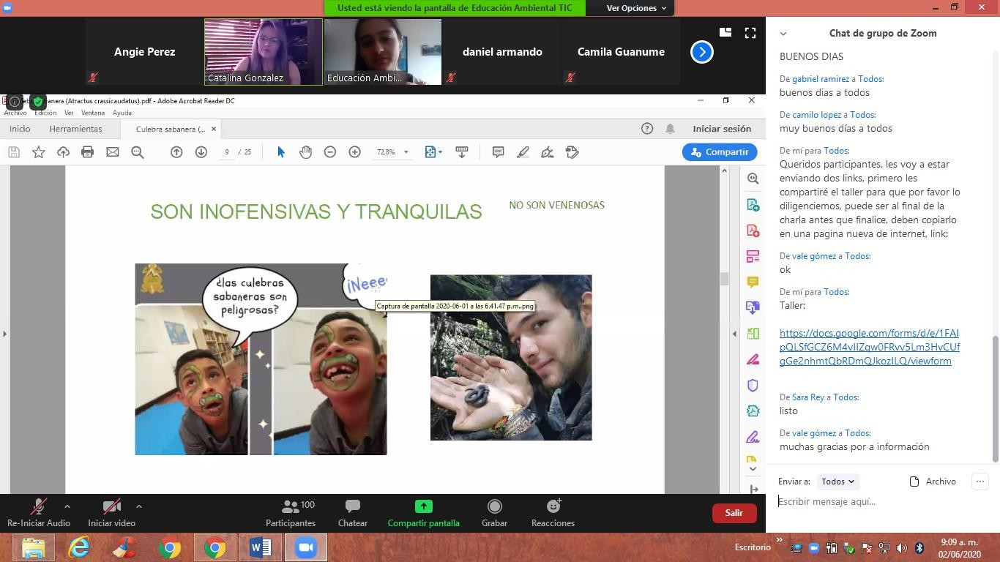 Usted está viendo la pantalla de Educación Ambiental TIC
Ver Opciones
Angie Perez
Catalina Gonzalez
Educación Ambi...
daniel armando
Camila Guanume
(Atractus crassicaudatus).pdf - Adobe Acrobat Reader DC
Archivo Edición Ver Ventana Ayuda
Inicio
Herramientas
Culebra sabanera (...
Iniciar sesión
9 / 25
72,8%
Compartir
SON INOFENSIVAS Y TRANQUILAS
NO SON VENENOSAS
¿las culebras
sabaneras son
peligrosas?
¡Neee
Captura de pantalla 2020-06-01 a las 6.41.47 p.m..png
Re-Iniciar Audio
Iniciar video
100
Participantes
Chatear
Compartir pantalla
Grabar
Reacciones
Salir
Chat de grupo de Zoom
BUENOS DIAS
De gabriel ramirez a Todos:
buenos dias a todos
De camilo lopez a Todos:
muy buenos días a todos
De mí para Todos:
Queridos participantes, les voy a estar
enviando dos links, primero les
compartiré el taller para que por favor lo
diligenciemos, puede ser al final de la
charla antes que finalice, deben copiarlo
en una pagina nueva de internet, link:
De vale gómez a Todos:
ok
De mí para Todos:
Taller:
https://docs.google.com/forms/d/e/1FAI
pQLSfGCZ6M4vIIZqw0FRvv5Lm3HvCUf
gGe2nhmtQbRDmQJkozILQ/viewform
De Sara Rey a Todos:
listo
De vale gómez a Todos:
muchas gracias por a información
Enviar a: Todos
Archivo
Escribir mensaje aquí...
Escritorio
9:09 a. m.
02/06/2020